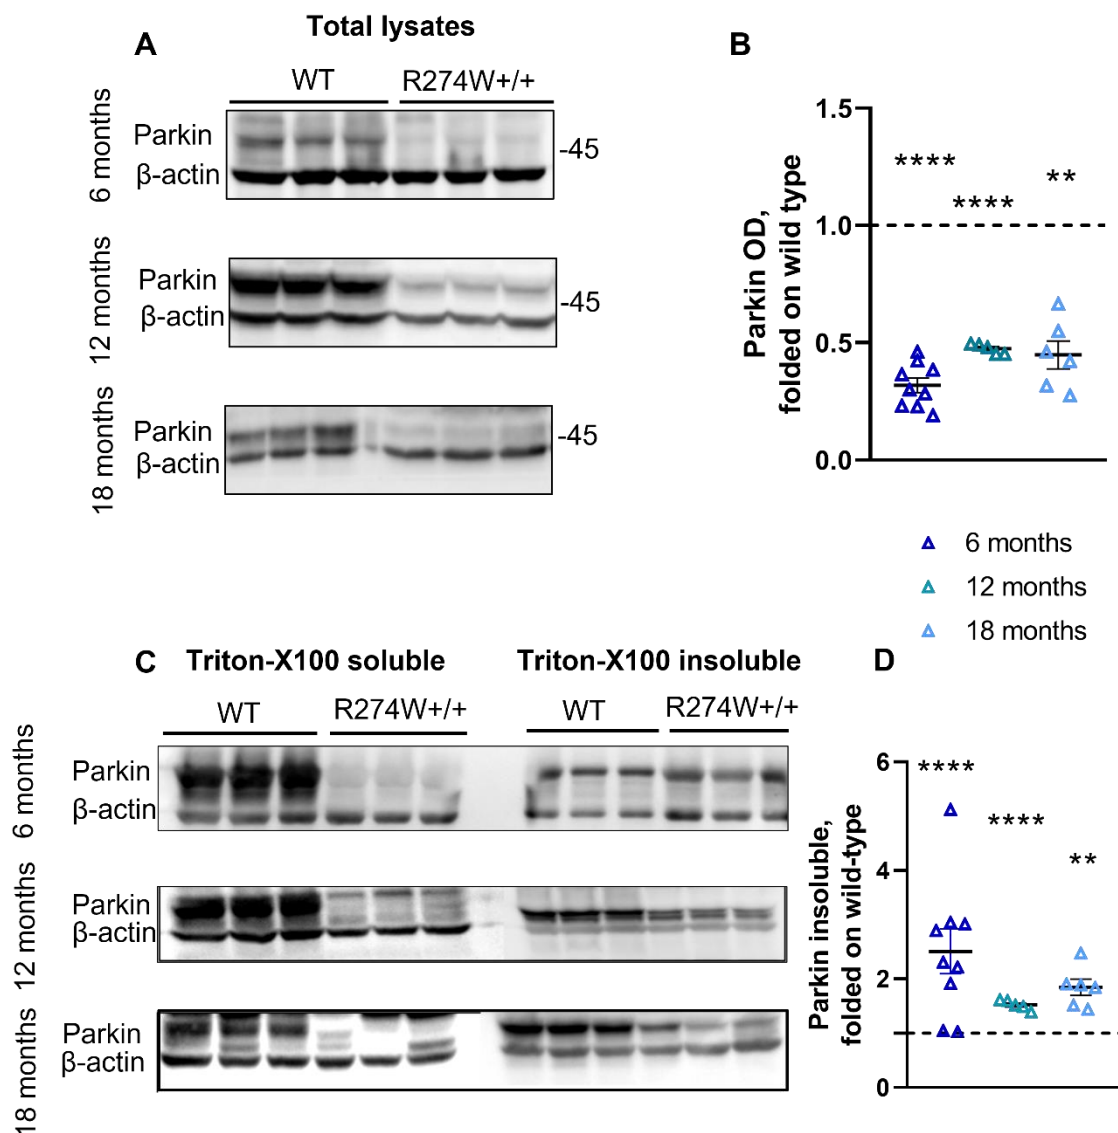 A
Total lysates
WT
R274W+/+
6 months
Parkin
β-actin
-45
12 months
Parkin
β-actin
-45
18 months
Parkin
β-actin
-45
B
Parkin OD,
folded on wild type
1.5
1.0
0.5
0.0
****
****
**
6 months
12 months
18 months
C
Triton-X100 soluble
Triton-X100 insoluble
WT
R274W+/+
WT
R274W+/+
6 months
Parkin
β-actin
12 months
Parkin
β-actin
18 months
Parkin
β-actin
D
Parkin insoluble,
folded on wild-type
6
4
2
0
****
****
**